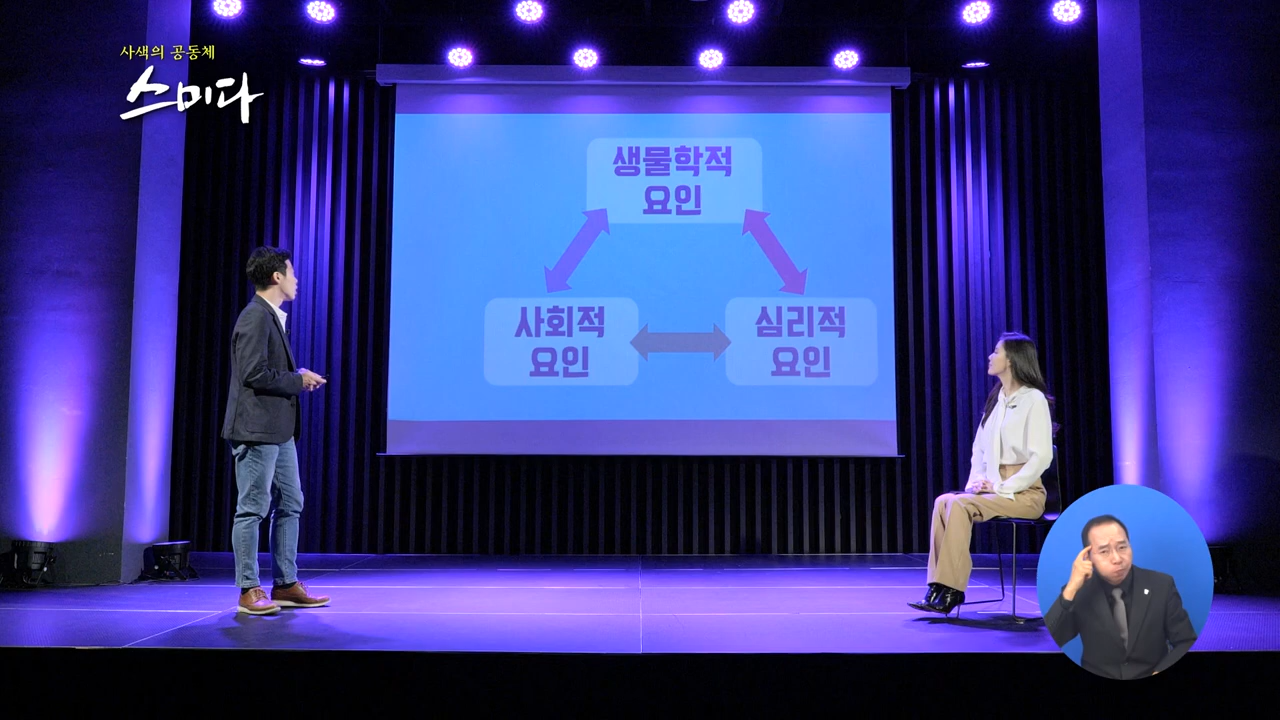 사색의 공동체
스미다
생물학적
요인
사회적
요인
심리적
요인